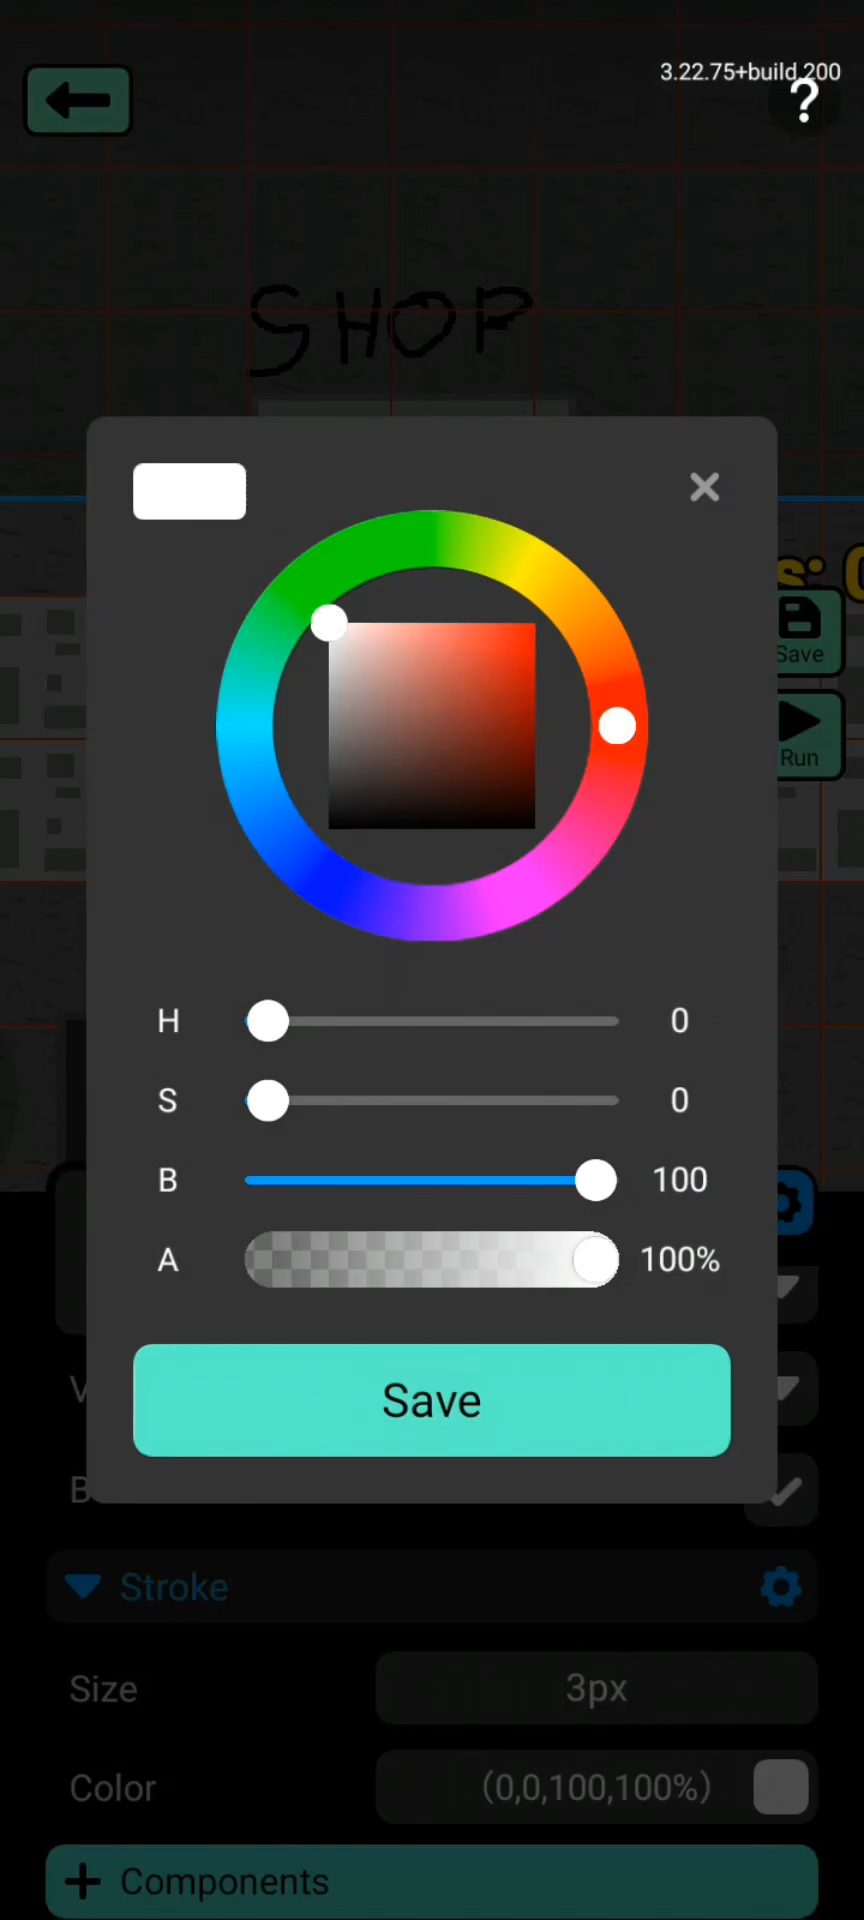 3.22.75+build.200
?
SHOP
s:
Save
Run
H 0
S 0
B 100
A 100%
Save
V
B
Stroke
Size 3px
Color (0,0,100,100%)
Components